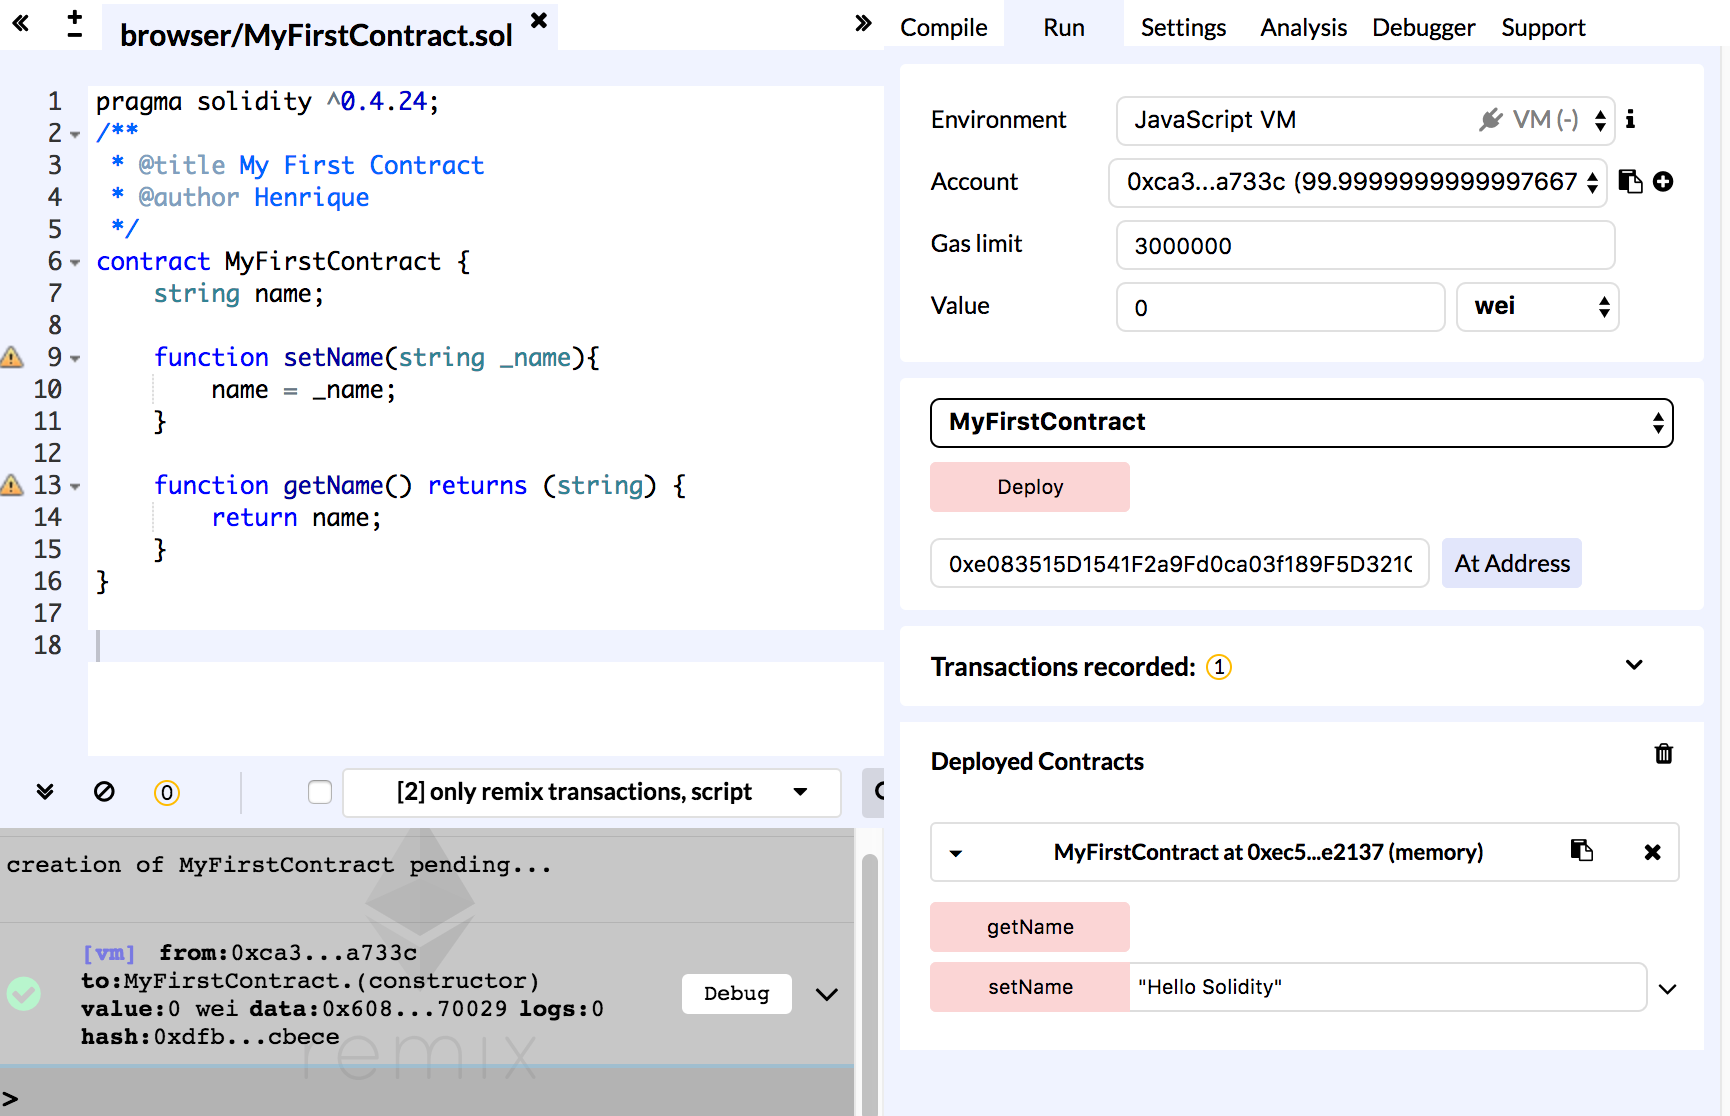 browser/MyFirstContract.sol
1 pragma solidity ^0.4.24;
2 /**
3 * @title My First Contract
4 * @author Henrique
5 */
6 contract MyFirstContract {
7 string name;
8
9 function setName(string _name){
10 name = _name;
11 }
12
13 function getName() returns (string) {
14 return name;
15 }
16 }
17
18
0 [2] only remix transactions, script
creation of MyFirstContract pending...
[vm] from:0xca3...a733c
to:MyFirstContract.(constructor)
value:0 wei data:0x608...70029 logs:0
hash:0xdfb...cbece
Debug
remix
>
Compile Run Settings Analysis Debugger Support
Environment JavaScript VM VM (-) i
Account 0xca3...a733c (99.9999999999997667
Gas limit 3000000
Value 0 wei
MyFirstContract
Deploy
0xe083515D1541F2a9Fd0ca03f189F5D321C At Address
Transactions recorded: 1
Deployed Contracts
MyFirstContract at 0xec5...e2137 (memory)
getName
setName "Hello Solidity"